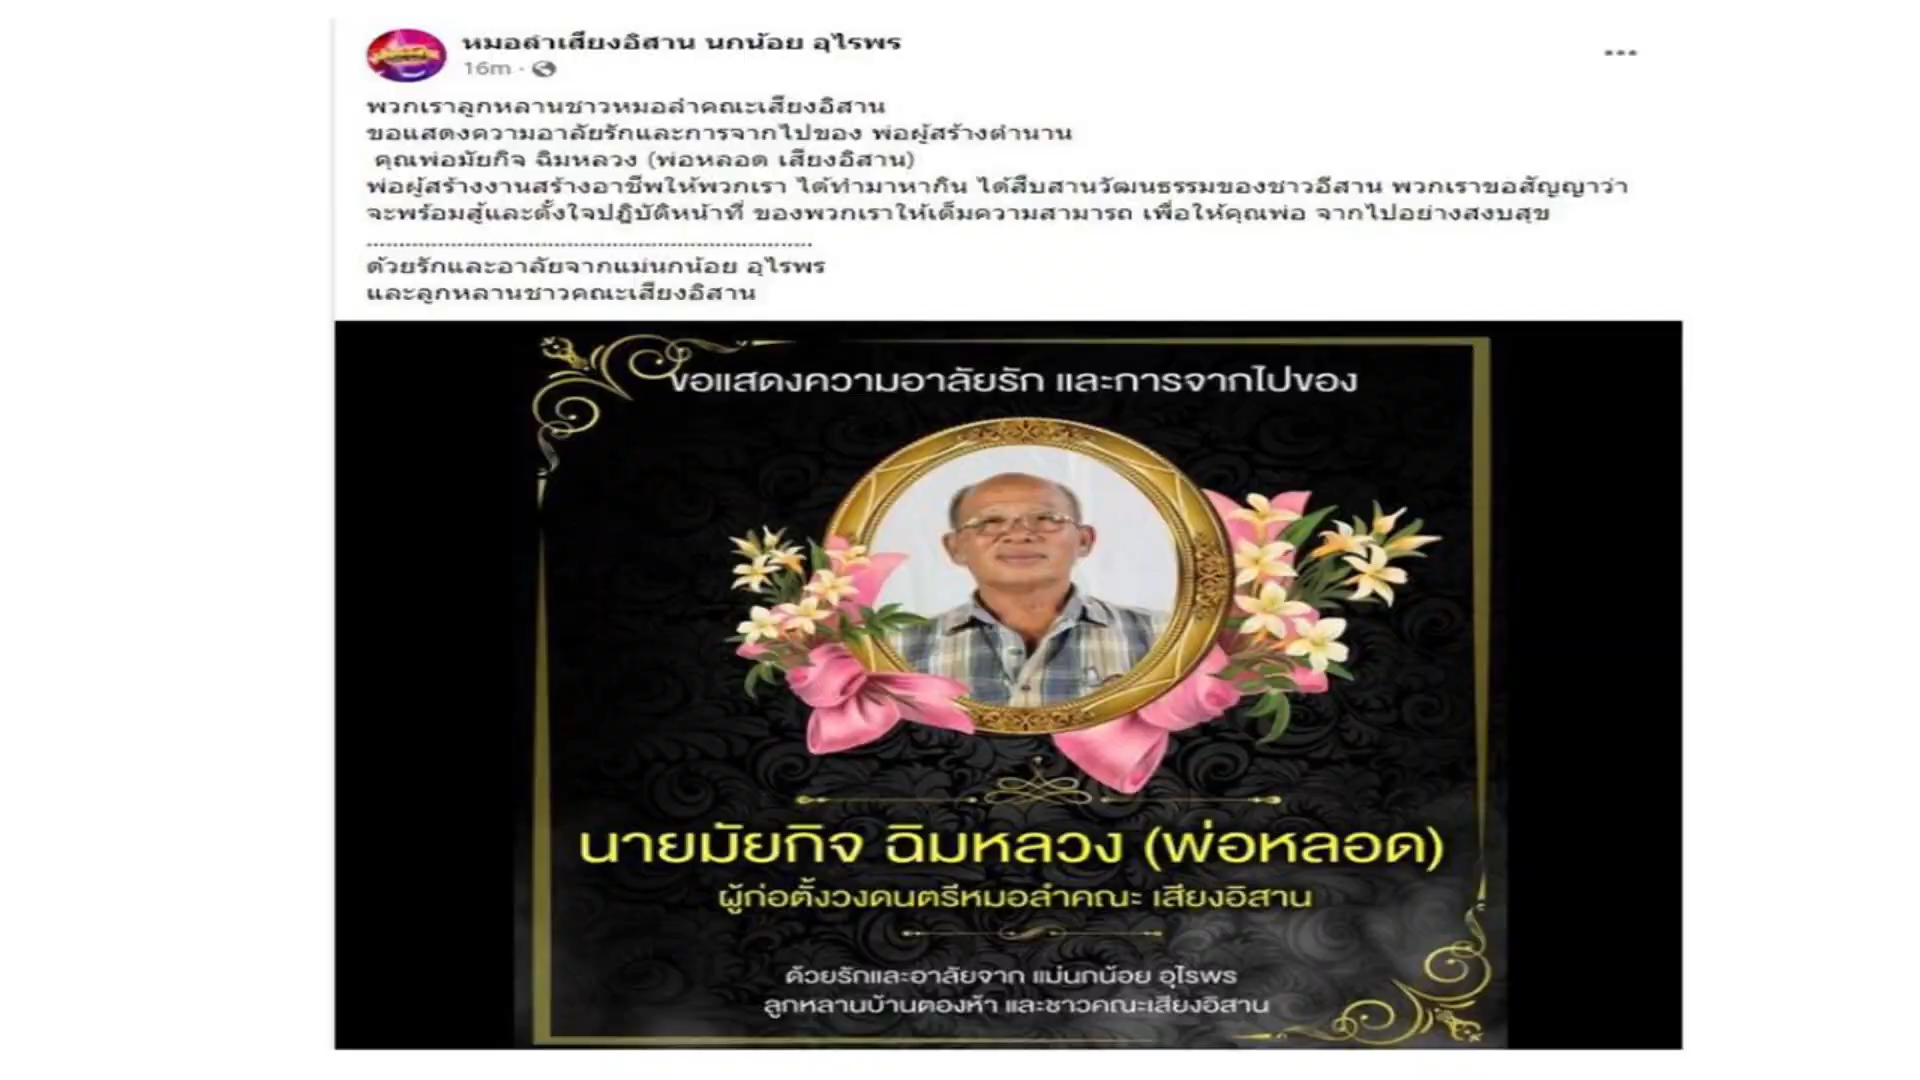 หมอลำเสียงอิสาน นกน้อย อุไรพร
16m ·
พวกเราลูกหลานชาวหมอลำคณะเสียงอิสาน
ขอแสดงความอาลัยรักและการจากไปของ พ่อผู้สร้างตำนาน
คุณพ่อมัยกิจ ฉิมหลวง (พ่อหลอด เสียงอิสาน)
พ่อผู้สร้างงานสร้างอาชีพให้พวกเรา ได้ทำมาหากิน ได้สืบสานวัฒนธรรมของชาวอีสาน พวกเราขอสัญญาว่า
จะพร้อมสู้และตั้งใจปฏิบัติหน้าที่ ของพวกเราให้เต็มความสามารถ เพื่อให้คุณพ่อ จากไปอย่างสงบสุข
......................................................................
ด้วยรักและอาลัยจากแม่นกน้อย อุไรพร
และลูกหลานชาวคณะเสียงอิสาน
ขอแสดงความอาลัยรัก และการจากไปของ
นายมัยกิจ ฉิมหลวง (พ่อหลอด)
ผู้ก่อตั้งวงดนตรีหมอลำคณะ เสียงอิสาน
ด้วยรักและอาลัยจาก แม่นกน้อย อุไรพร
ลูกหลานบ้านตองห้า และชาวคณะเสียงอิสาน